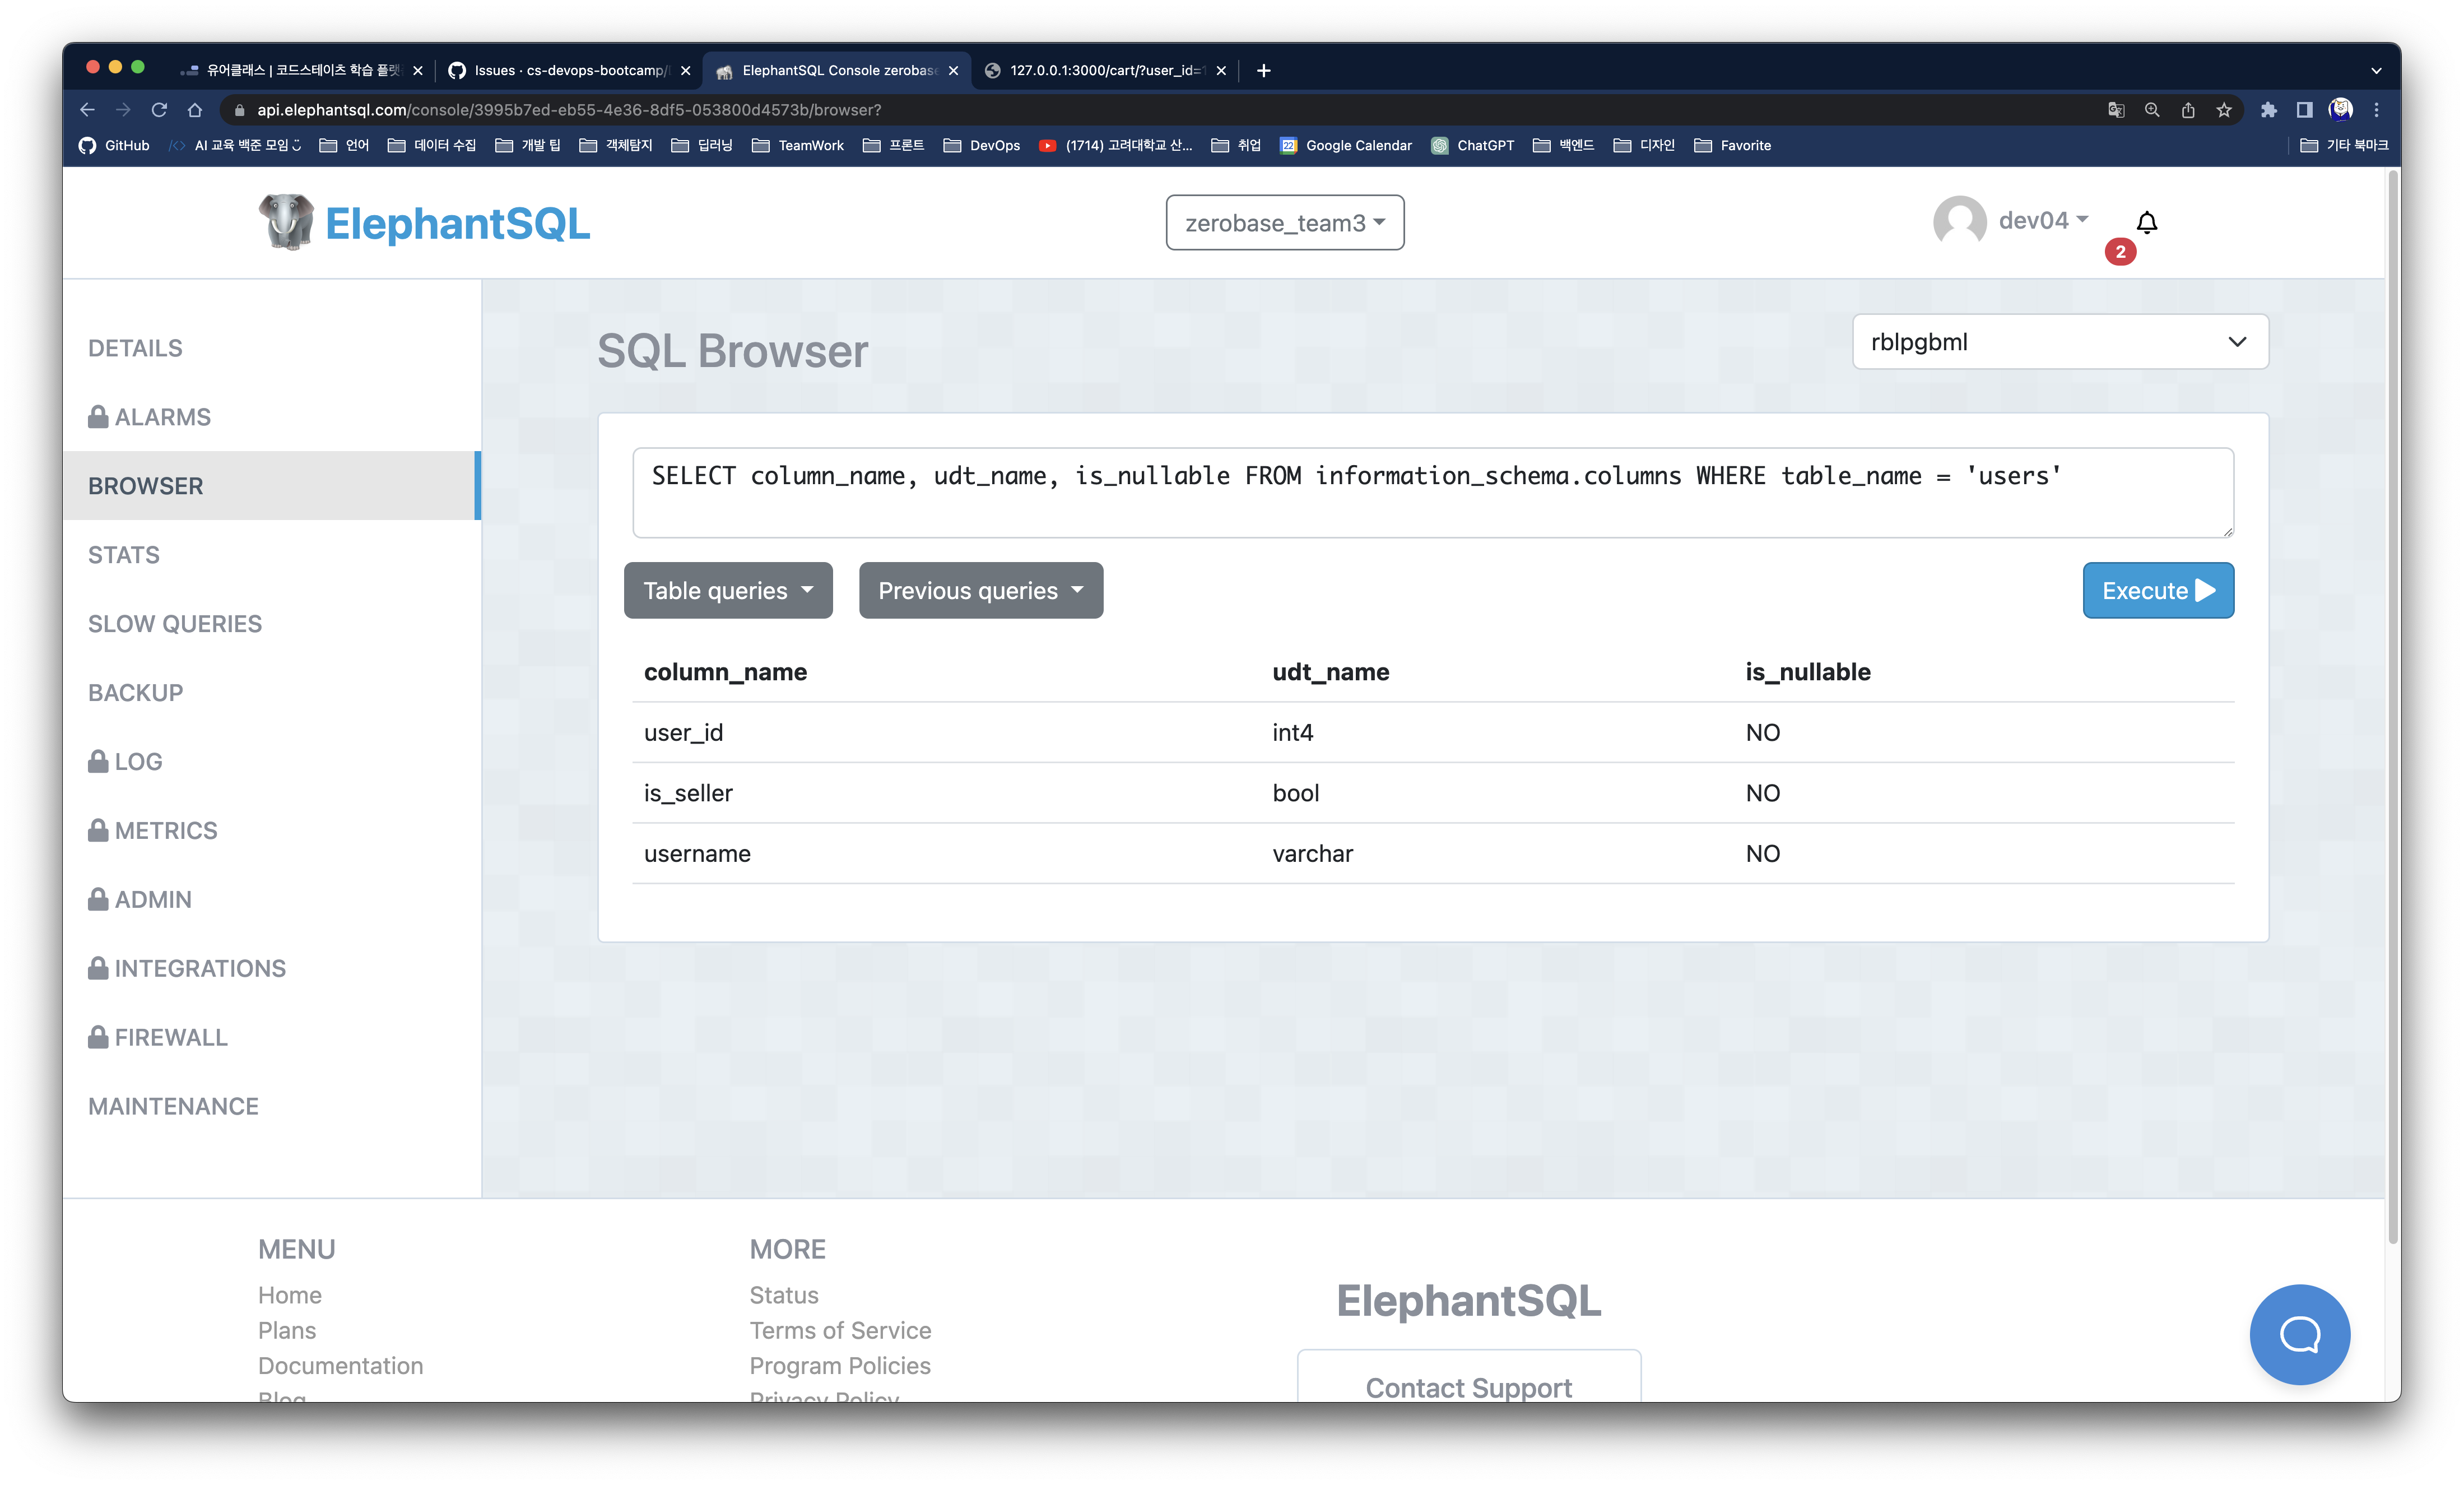 유어클래스 | 코드스테이츠 학습 플랫
Issues · cs-devops-bootcamp/
ElephantSQL Console zerobase
127.0.0.1:3000/cart/?user_id=1
api.elephantsql.com/console/3995b7ed-eb55-4e36-8df5-053800d4573b/browser?
GitHub
AI 교육 백준 모임
언어
데이터 수집
개발 팁
객체탐지
딥러닝
TeamWork
프론트
DevOps
(1714) 고려대학교 산...
취업
22
Google Calendar
ChatGPT
백엔드
디자인
Favorite
기타 북마크
ElephantSQL
zerobase_team3
dev04
2
DETAILS
ALARMS
BROWSER
STATS
SLOW QUERIES
BACKUP
LOG
METRICS
ADMIN
INTEGRATIONS
FIREWALL
MAINTENANCE
SQL Browser
rblpgbml
SELECT column_name, udt_name, is_nullable FROM information_schema.columns WHERE table_name = 'users'
Table queries
Previous queries
Execute
column_name udt_name is_nullable
user_id int4 NO
is_seller bool NO
username varchar NO
MENU
Home
Plans
Documentation
Blog
MORE
Status
Terms of Service
Program Policies
Privacy Policy
ElephantSQL
Contact Support